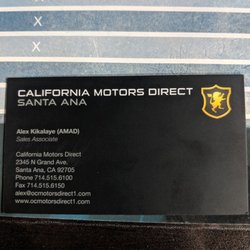 X
X
CALIFORNIA MOTORS DIRECT
SANTA ANA
Alex Kikalaye (AMAD)
Sales Associate
California Motors Direct
2345 N Grand Ave.
Santa Ana, CA 92705
Phone 714.515.6100
Fax 714.515.6150
alex@ocmotorsdirect1.com
www.ocmotorsdirect1.com